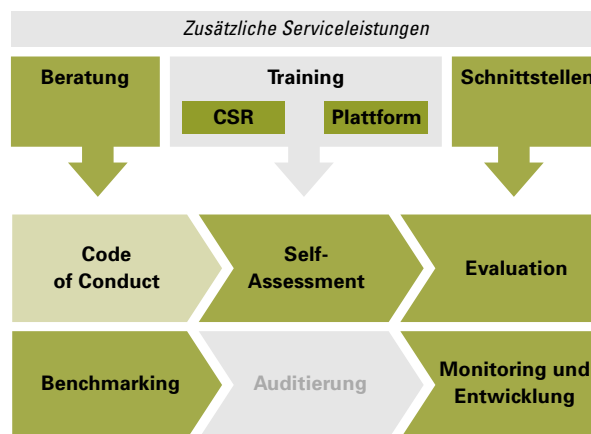 Zusätzliche Serviceleistungen
Beratung
Training
Schnittstellen
CSR
Plattform
Code
of Conduct
Self-
Assessment
Evaluation
Benchmarking
Auditierung
Monitoring und
Entwicklung